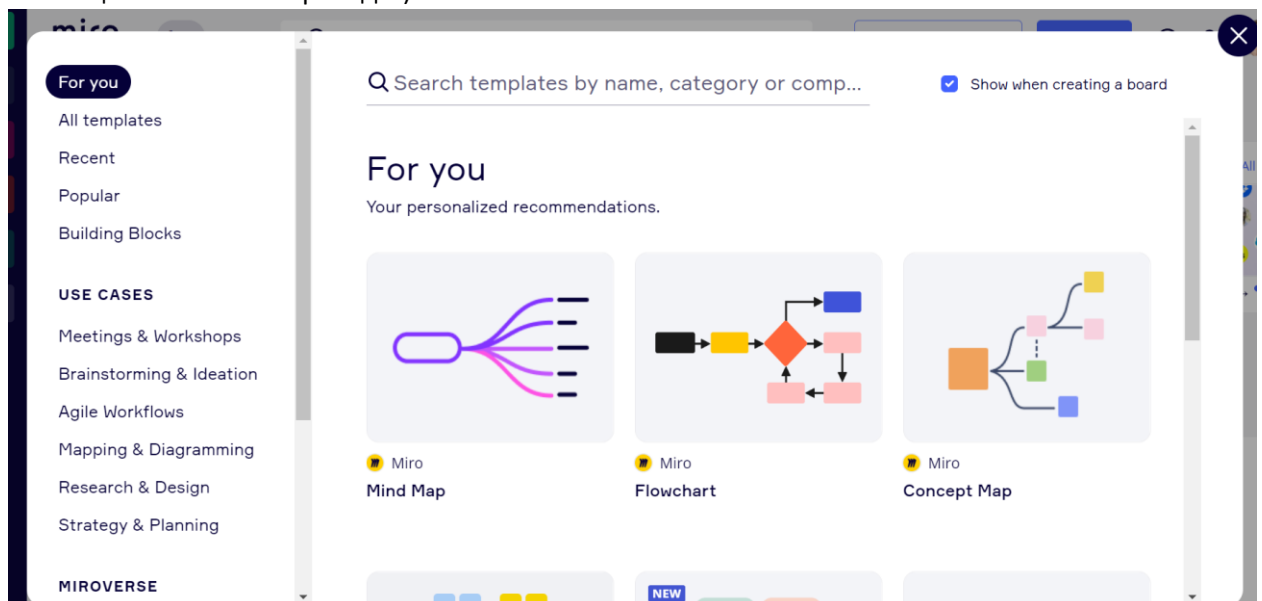 miro
For you
All templates
Recent
Popular
Building Blocks
USE CASES
Meetings & Workshops
Brainstorming & Ideation
Agile Workflows
Mapping & Diagramming
Research & Design
Strategy & Planning
MIROVERSE
Search templates by name, category or comp...
Show when creating a board
For you
Your personalized recommendations.
Miro
Mind Map
Miro
Flowchart
Miro
Concept Map
NEW
All